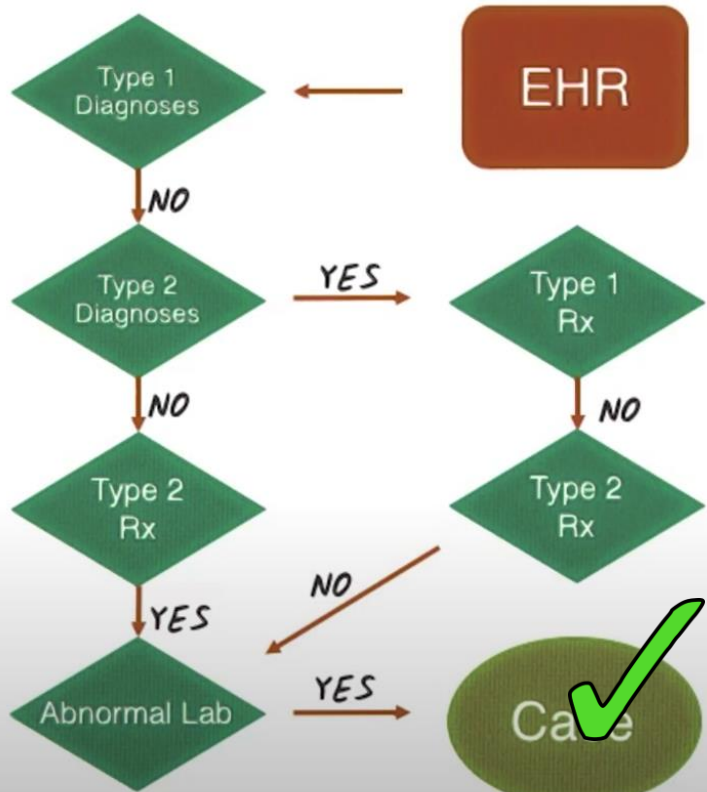 Type 1
Diagnoses
EHR
NO
Type 2
Diagnoses
YES
Type 1
Rx
NO
NO
Type 2
Rx
Type 2
Rx
NO
YES
Abnormal Lab
YES
Case